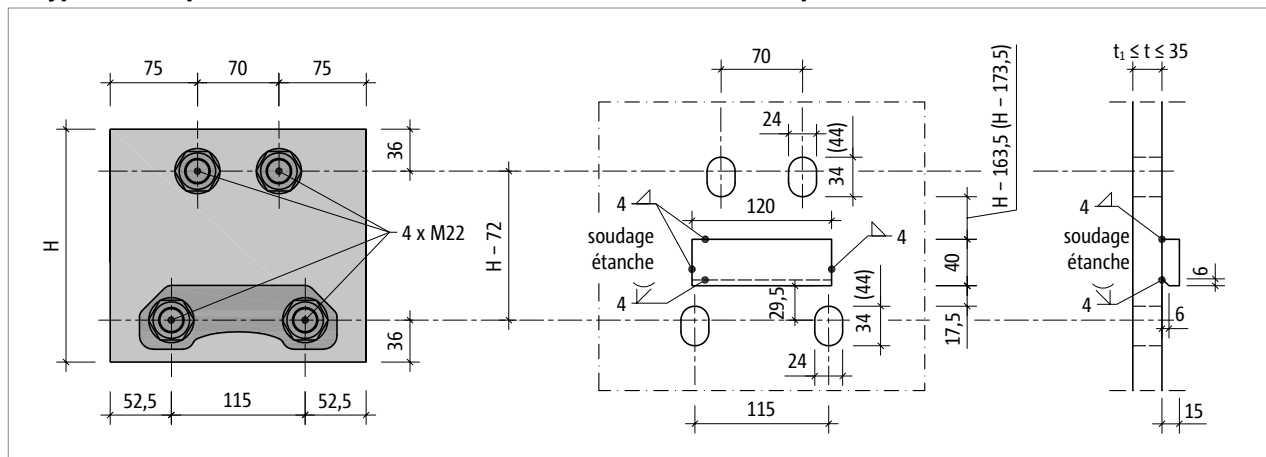 75
70
75
36
H
H – 72
4 x M22
36
52,5
115
52,5
70
24
34 (44)
4
120
soudage
étanche
4
4
29,5
34 (44)
24
115
H – 163,5 (H – 173,5)
40
17,5
t₁ ≤ t ≤ 35
4
soudage
étanche
4
6
6
15